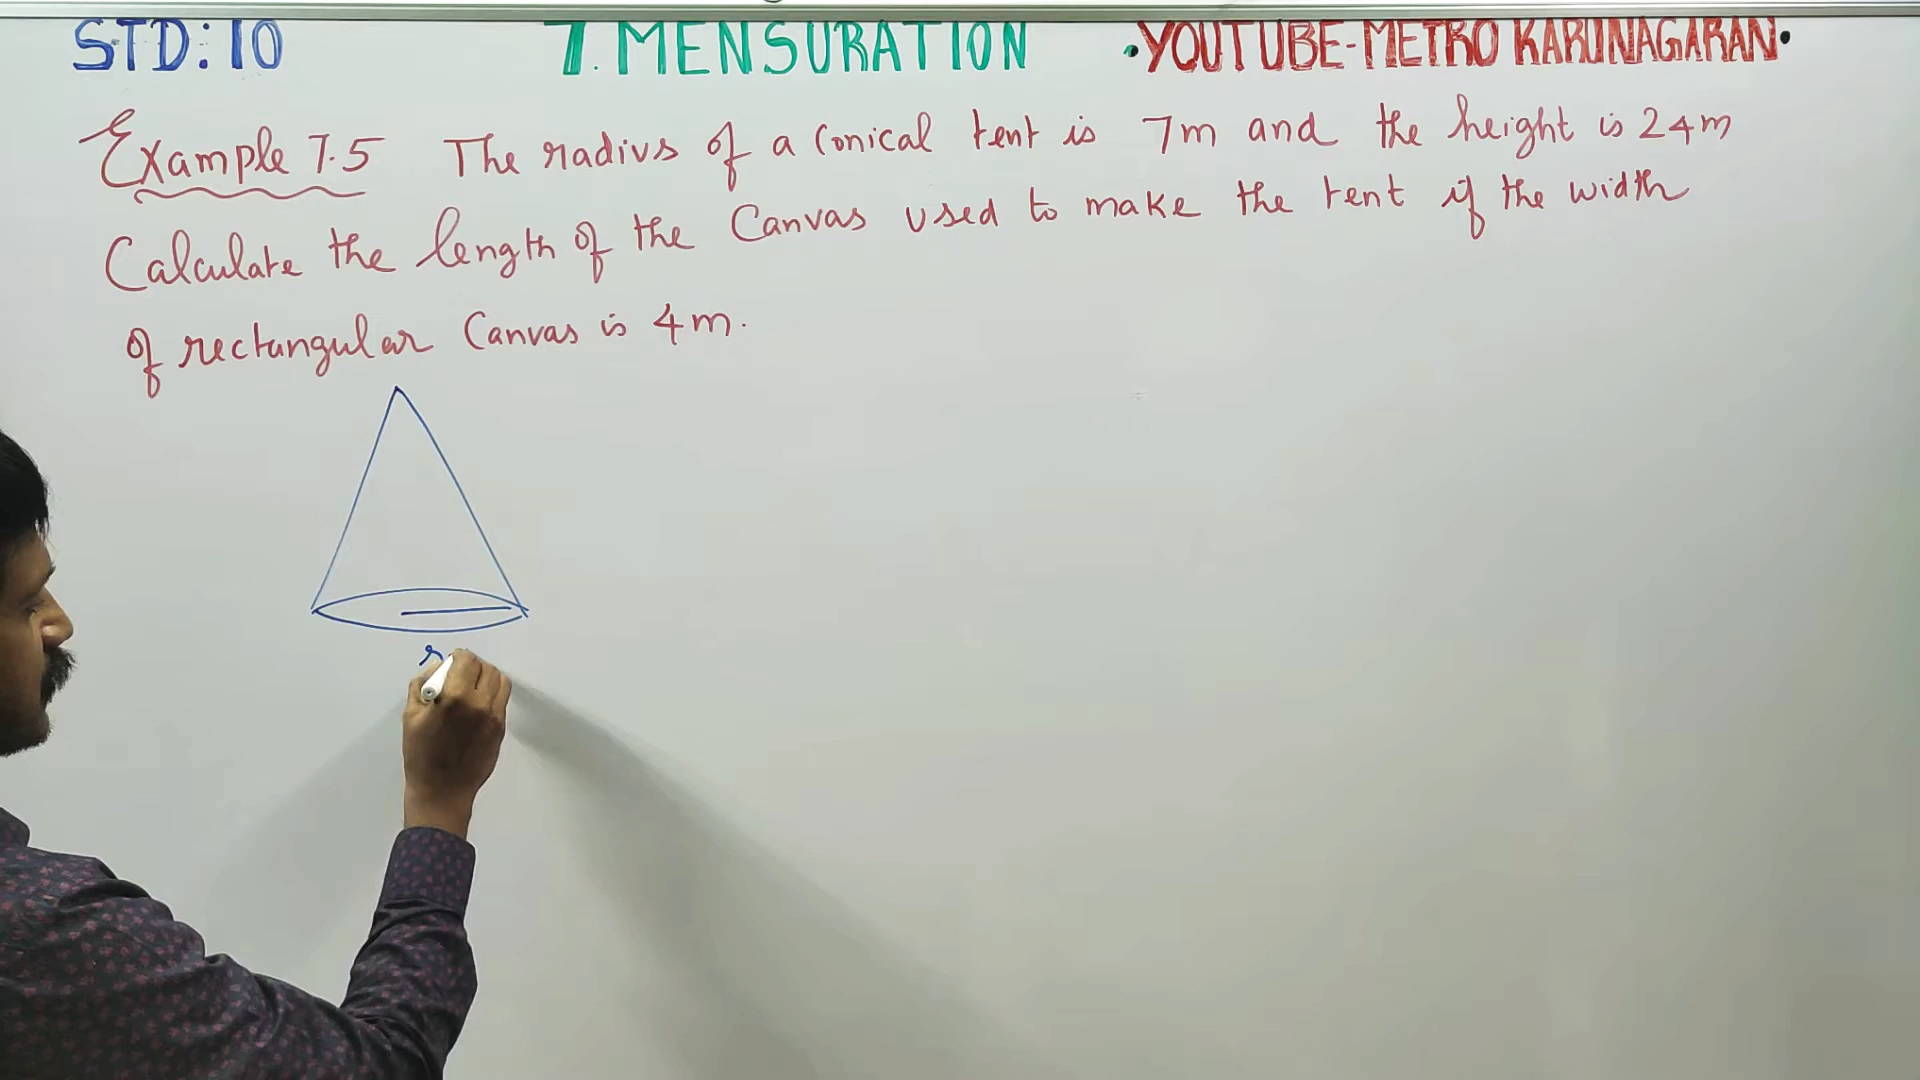 STD: 10 7. MENSURATION •YOUTUBE-METRO KARUNAGARAN•
Example 7.5 The radius of a Conical tent is 7m and the height is 24m
Calculate the length of the Canvas used to make the tent if the width
of rectangular Canvas is 4m.
r